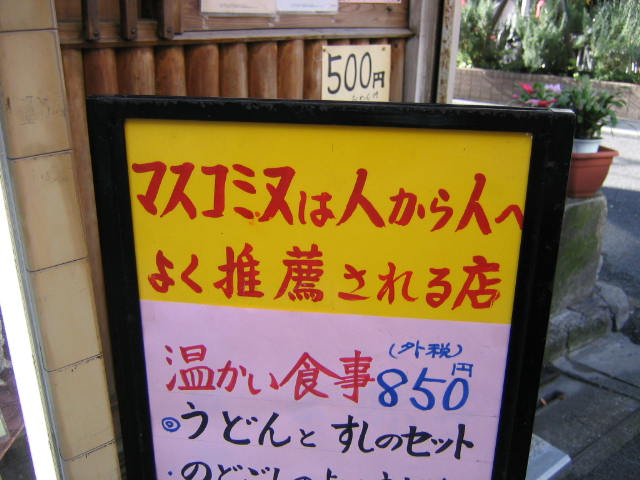 500円
マスコミ.ヌは人から人へ
よく推薦される店
(外税)
温かい食事850円
◎うどんと すしのセット